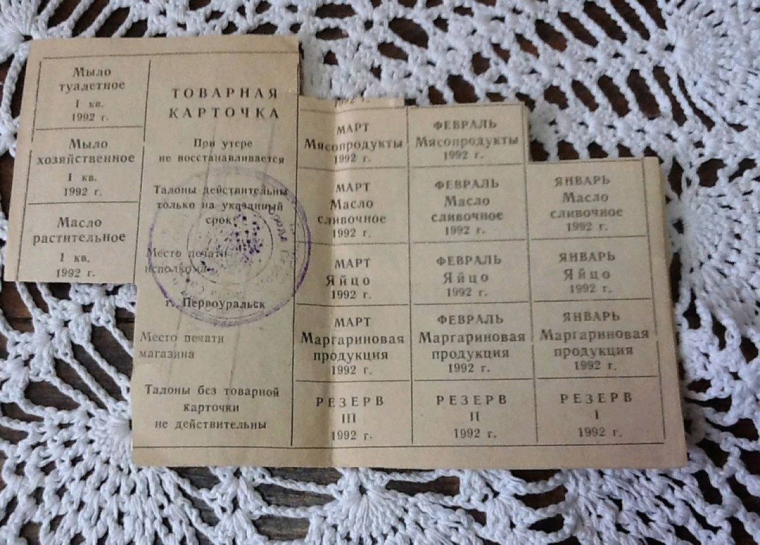 Мыло
туалетное
I кв.
1992 г.
Мыло
хозяйственное
I кв.
1992 г.
Масло
растительное
I кв.
1992 г.
ТОВАРНАЯ
КАРТОЧКА
При утере
не восстанавливается
Талоны действительны
только на указанный
срок
Место печати
исполкома
г. Первоуральск
Место печати
магазина
Талоны без товарной
карточки
не действительны
1992 г.
МАРТ
Мясопродукты
1992 г.
ФЕВРАЛЬ
Мясопродукты
1992 г.
МАРТ
Масло
сливочное
1992 г.
ФЕВРАЛЬ
Масло
сливочное
1992 г.
ЯНВАРЬ
Масло
сливочное
1992 г.
МАРТ
Яйцо
1992 г.
ФЕВРАЛЬ
Яйцо
1992 г.
ЯНВАРЬ
Яйцо
1992 г.
МАРТ
Маргариновая
продукция
1992 г.
ФЕВРАЛЬ
Маргариновая
продукция
1992 г.
ЯНВАРЬ
Маргариновая
продукция
1992 г.
РЕЗЕРВ
III
1992 г.
РЕЗЕРВ
II
1992 г.
РЕЗЕРВ
I
1992 г.